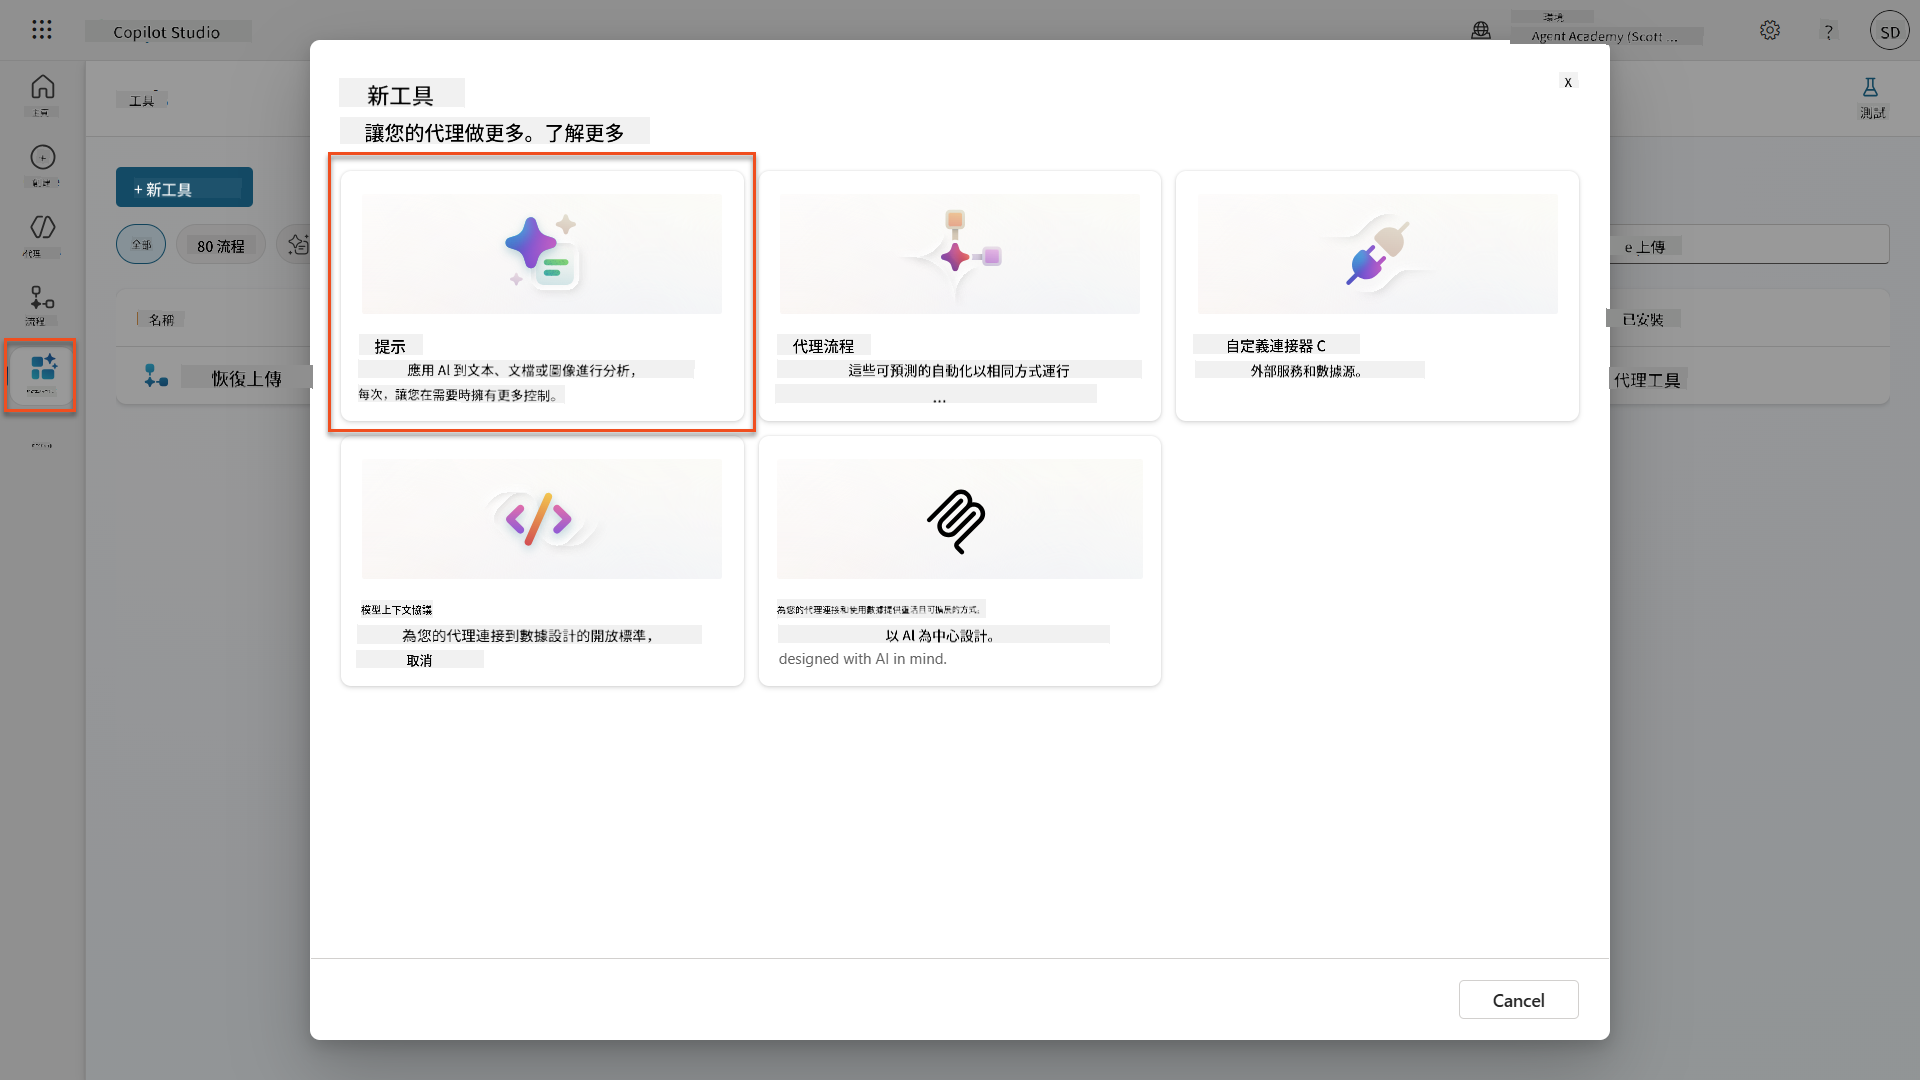 Copilot Studio
環境
Agent Academy (Scott ...
?
SD
主頁
工具
測試
+ 新工具
全部
80 流程
e 上傳
代理
流程
名稱
已安裝
恢復上傳
代理工具
新工具
X
讓您的代理做更多。了解更多
提示
應用 AI 到文本、文檔或圖像進行分析，
每次，讓您在需要時擁有更多控制。
代理流程
這些可預測的自動化以相同方式運行
...
自定義連接器 C
外部服務和數據源。
模型上下文協議
為您的代理連接到數據設計的開放標準，
取消
為您的代理連接和使用數據提供靈活且可擴展的方式。
以 AI 為中心設計。
designed with AI in mind.
Cancel